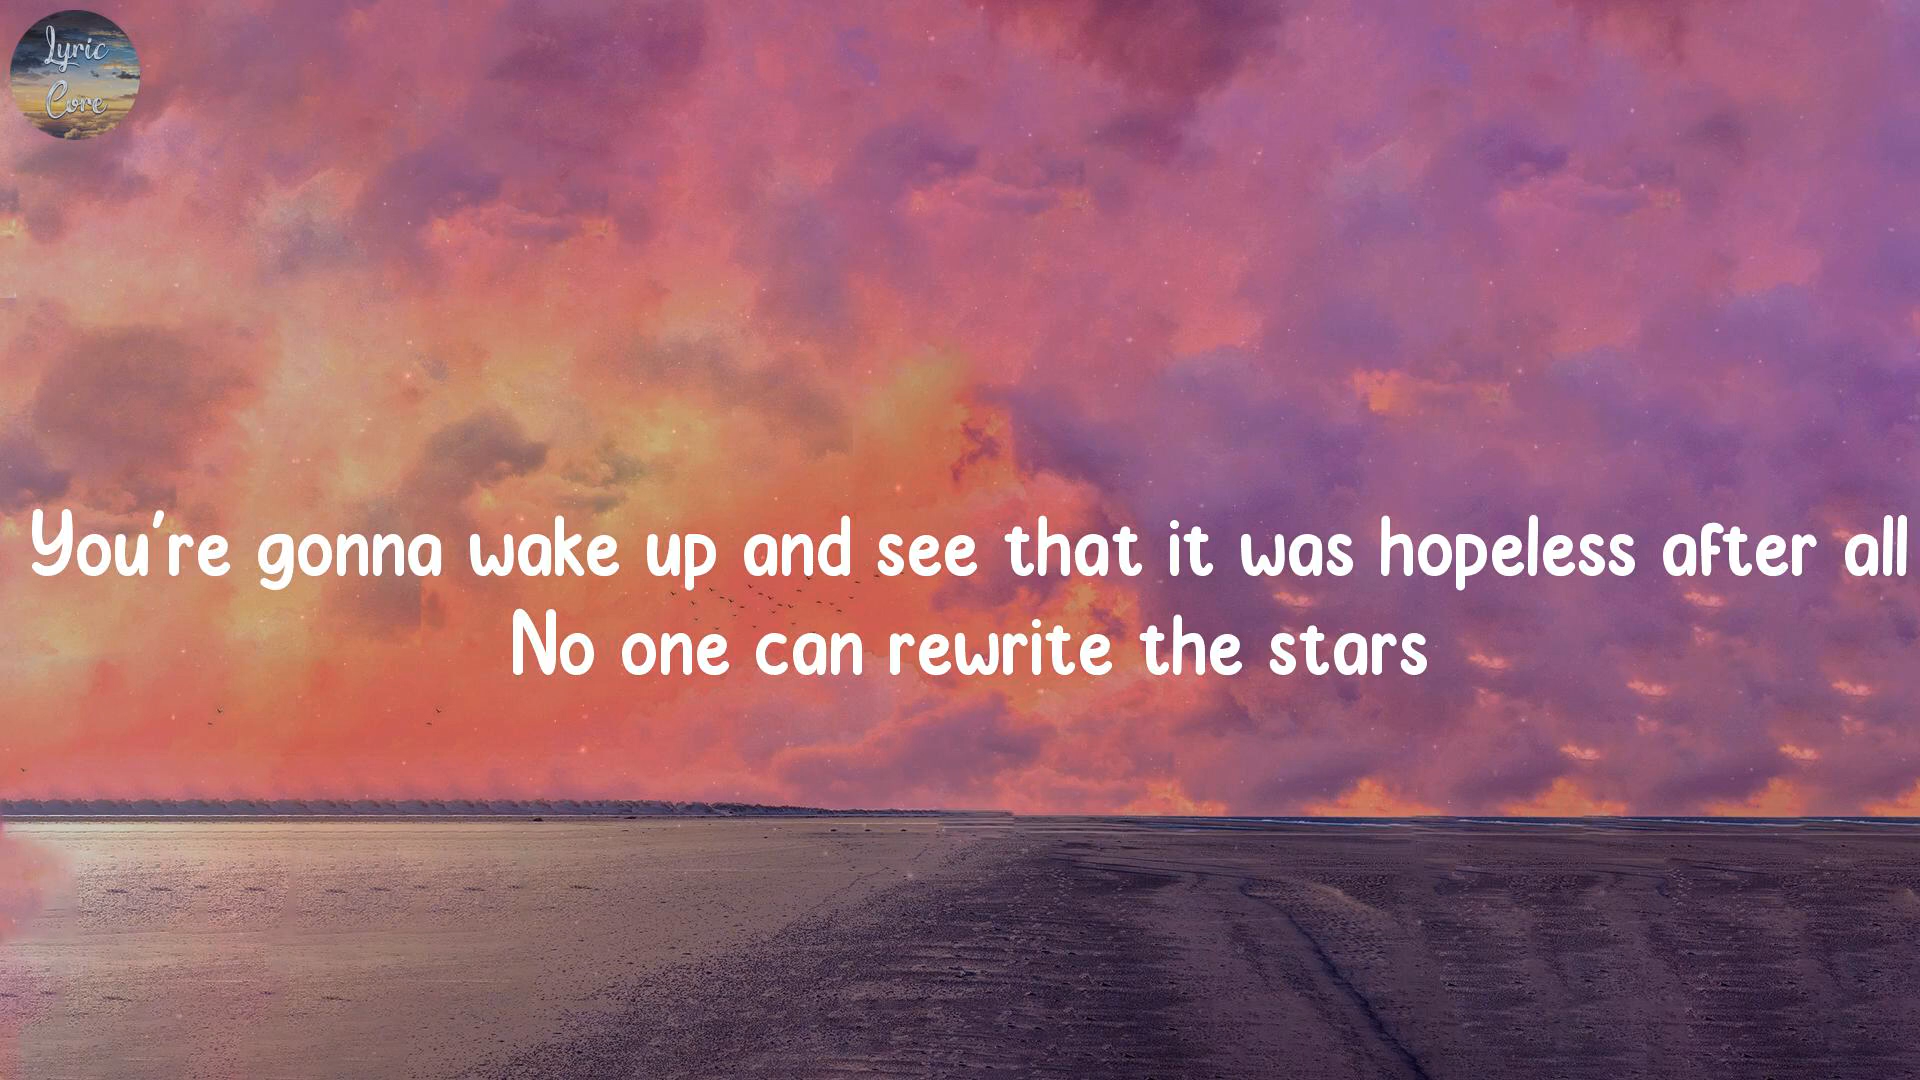 Lyric
Core
You're gonna wake up and see that it was hopeless after all
No one can rewrite the stars